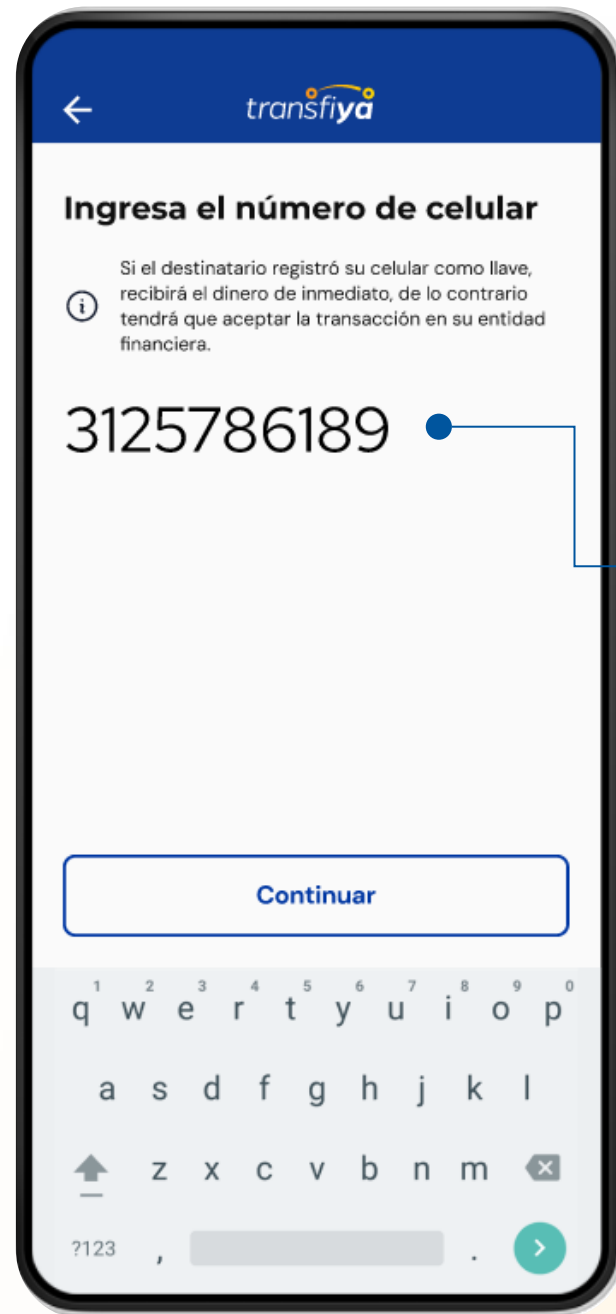 transfiya
Ingresa el número de celular
Si el destinatario registró su celular como llave,
recibirá el dinero de inmediato, de lo contrario
tendrá que aceptar la transacción en su entidad
financiera.
3125786189
Continuar
1 2 3 4 5 6 7 8 9 0
q w e r t y u i o p
a s d f g h j k l
z x c v b n m
?123 , .